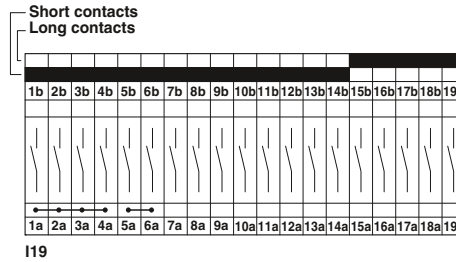 Short contacts
Long contacts
1b 2b 3b 4b 5b 6b 7b 8b 9b 10b 11b 12b 13b 14b 15b 16b 17b 18b 19
1a 2a 3a 4a 5a 6a 7a 8a 9a 10a 11a 12a 13a 14a 15a 16a 17a 18a 19
I19